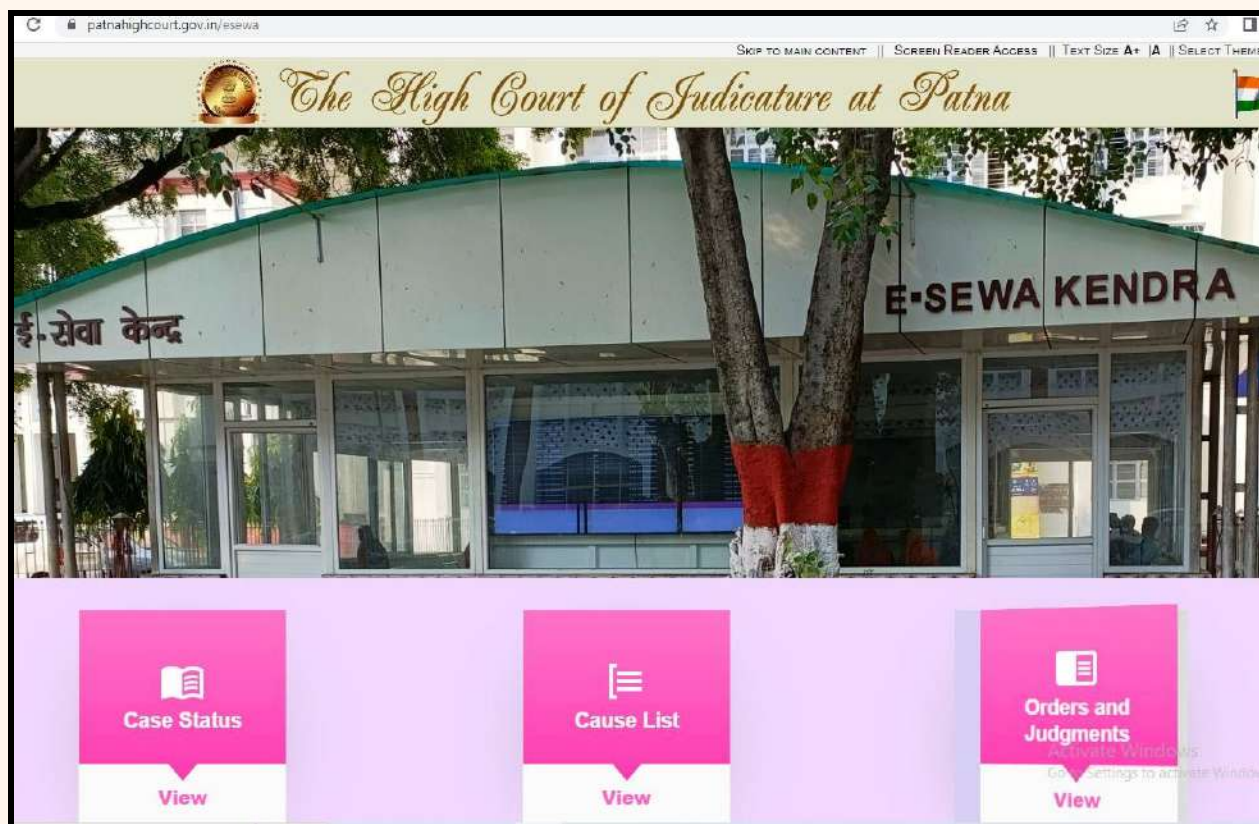 patnahighcourt.gov.in/esewa
SKIP TO MAIN CONTENT || SCREEN READER ACCESS || TEXT SIZE A+ |A || SELECT THEME
The High Court of Judicature at Patna
ई-सेवा केन्द्र
E-SEWA KENDRA
Case Status
View
Cause List
View
Orders and
Judgments
View
Activate Windows
Go to Settings to activate Windows